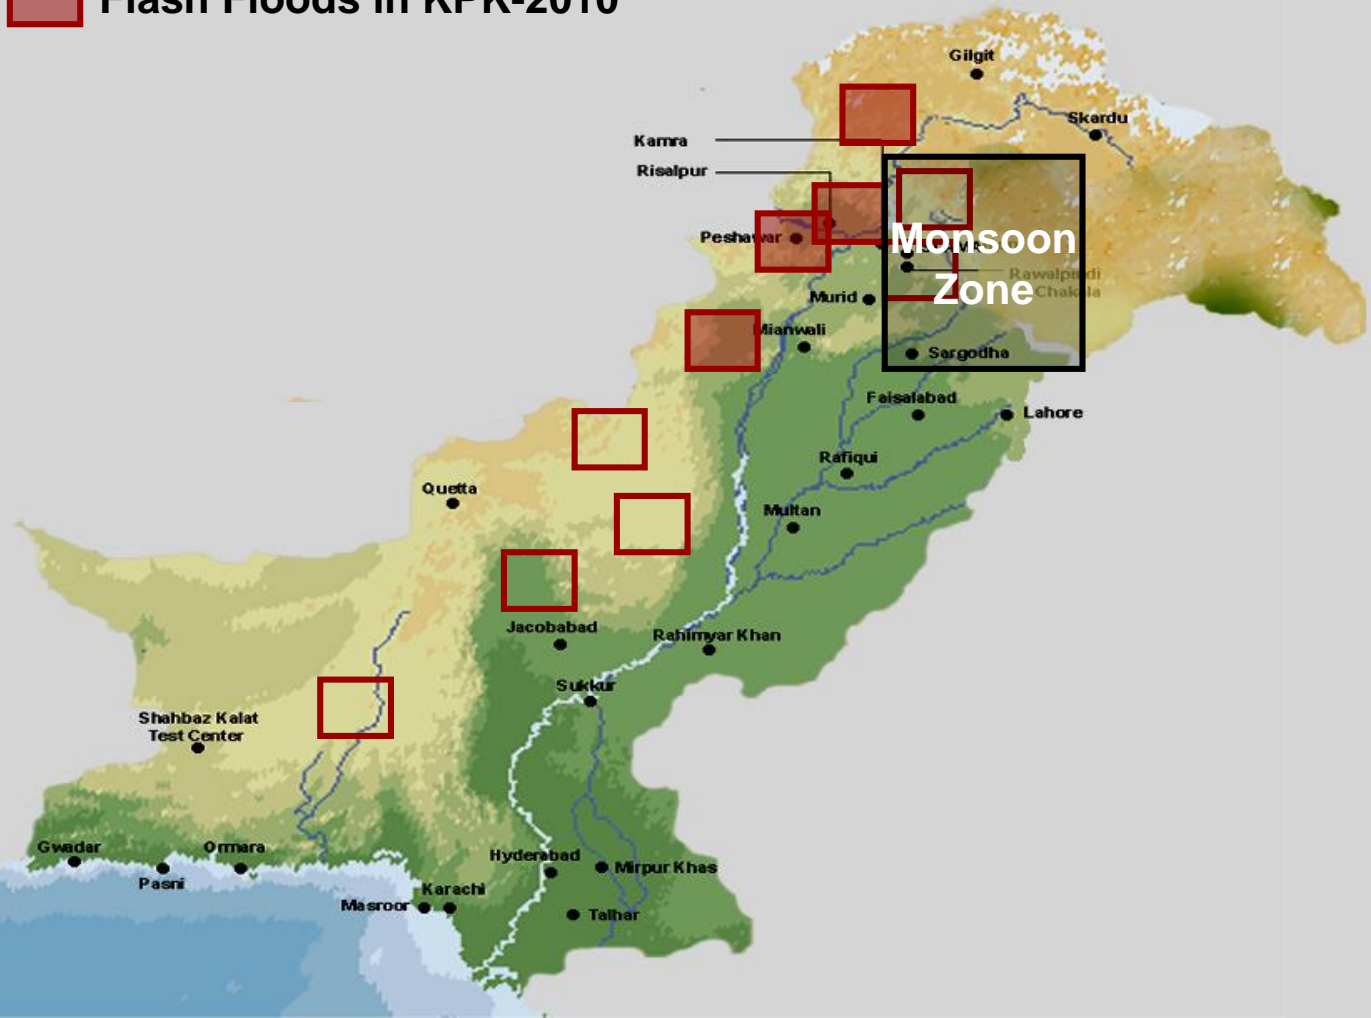 Flash Floods in KPK-2010
Gilgit
Skardu
Kamra
Risalpur
Peshawar
Monsoon
Zone
Rawalpindi
Chaklala
Murid
Mianwali
Sargodha
Faisalabad
Lahore
Rafiqui
Quetta
Multan
Jacobabad
Rahimyar Khan
Sukkur
Shahbaz Kalat
Test Center
Gwadar
Ormara
Pasni
Hyderabad
Mirpur Khas
Karachi
Masroor
Talhar